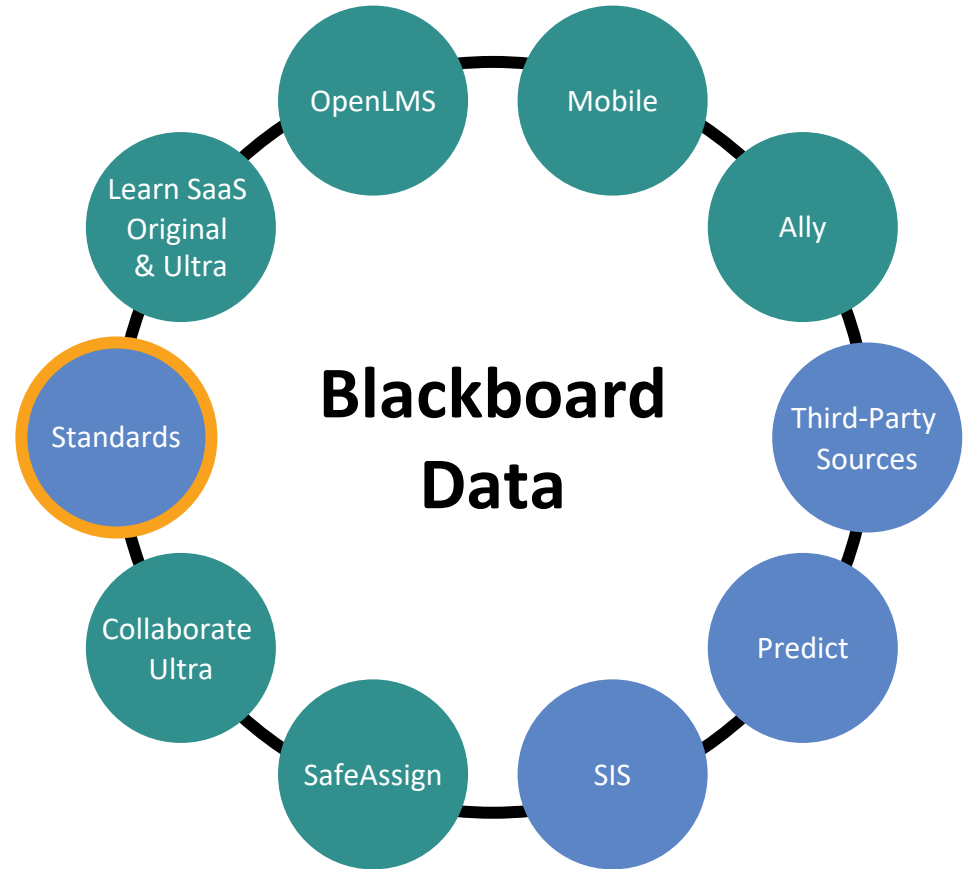 OpenLMS
Mobile
Learn SaaS
Original
& Ultra
Ally
Standards
Blackboard
Data
Third-Party
Sources
Collaborate
Ultra
Predict
SafeAssign
SIS